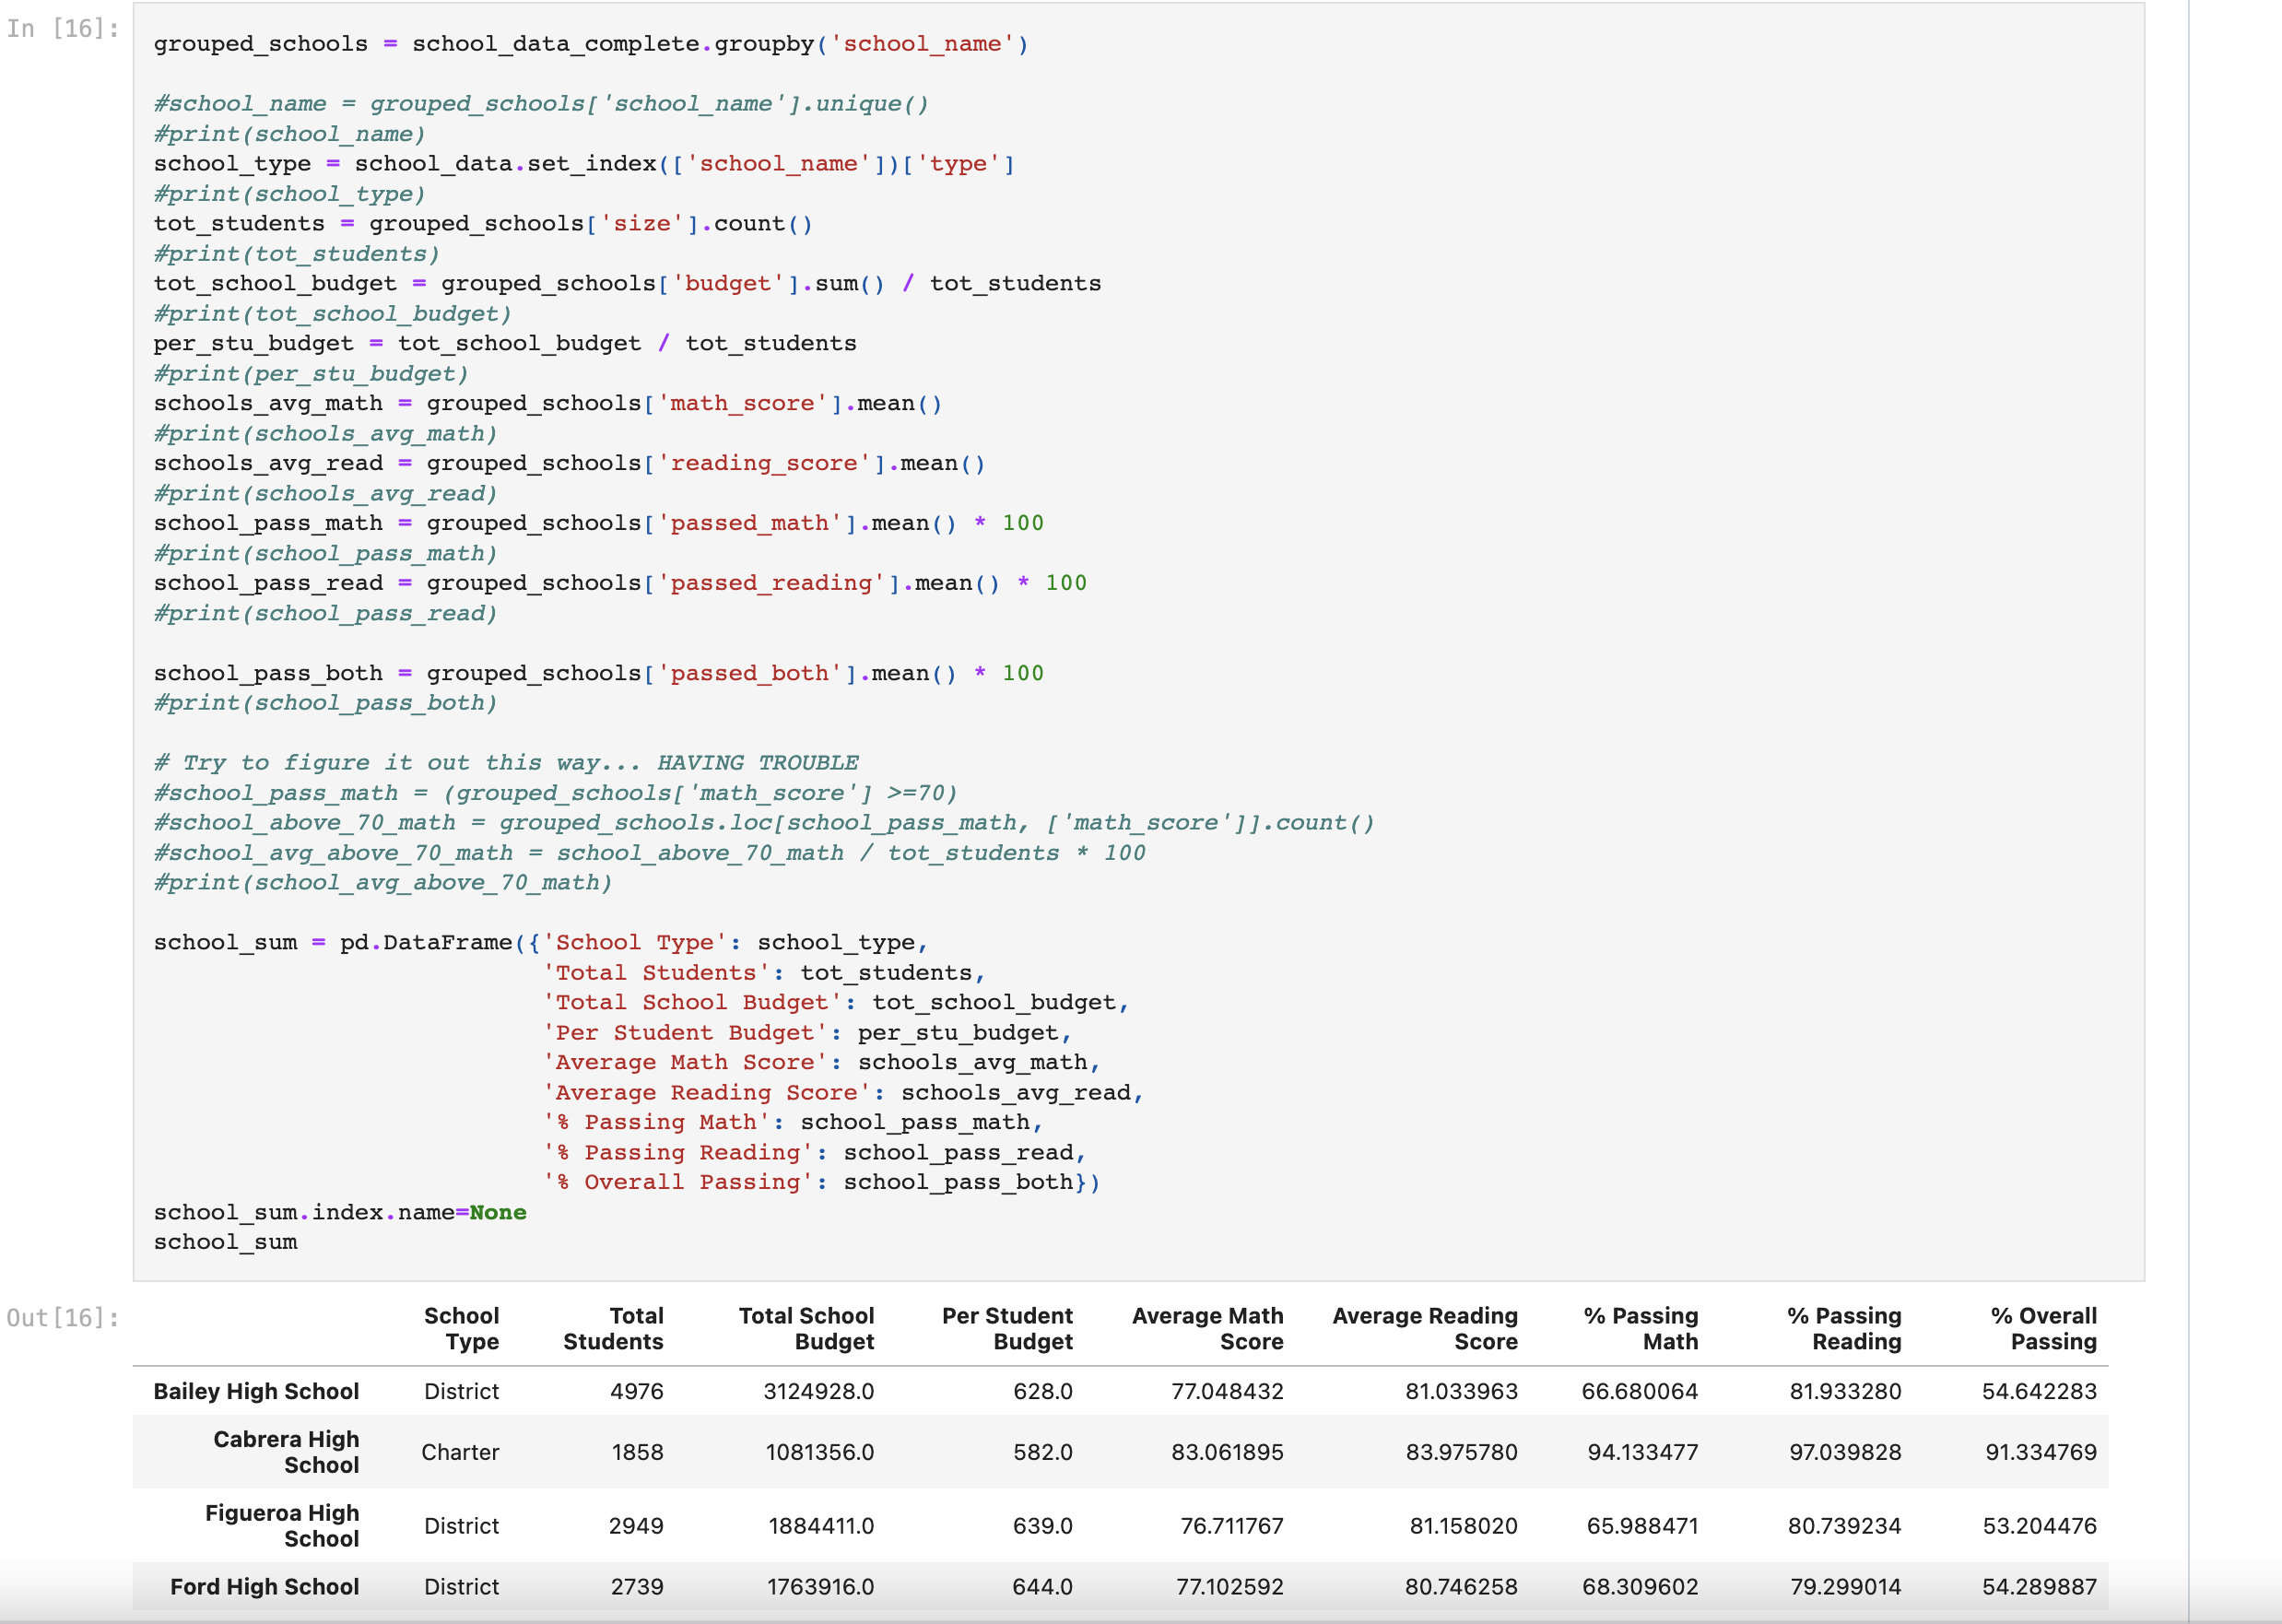 In [16]:
grouped_schools = school_data_complete.groupby('school_name')
#school_name = grouped_schools['school_name'].unique()
#print(school_name)
school_type = school_data.set_index(['school_name'])['type']
#print(school_type)
tot_students = grouped_schools['size'].count()
#print(tot_students)
tot_school_budget = grouped_schools['budget'].sum() / tot_students
#print(tot_school_budget)
per_stu_budget = tot_school_budget / tot_students
#print(per_stu_budget)
schools_avg_math = grouped_schools['math_score'].mean()
#print(schools_avg_math)
schools_avg_read = grouped_schools['reading_score'].mean()
#print(schools_avg_read)
school_pass_math = grouped_schools['passed_math'].mean() * 100
#print(school_pass_math)
school_pass_read = grouped_schools['passed_reading'].mean() * 100
#print(school_pass_read)
school_pass_both = grouped_schools['passed_both'].mean() * 100
#print(school_pass_both)
# Try to figure it out this way... HAVING TROUBLE
#school_pass_math = (grouped_schools['math_score'] >=70)
#school_above_70_math = grouped_schools.loc[school_pass_math, ['math_score']].count()
#school_avg_above_70_math = school_above_70_math / tot_students * 100
#print(school_avg_above_70_math)
school_sum = pd.DataFrame({'School Type': school_type,
'Total Students': tot_students,
'Total School Budget': tot_school_budget,
'Per Student Budget': per_stu_budget,
'Average Math Score': schools_avg_math,
'Average Reading Score': schools_avg_read,
'% Passing Math': school_pass_math,
'% Passing Reading': school_pass_read,
'% Overall Passing': school_pass_both})
school_sum.index.name=None
school_sum
Out[16]:
School Type Total Students Total School Budget Per Student Budget Average Math Score Average Reading Score % Passing Math % Passing Reading % Overall Passing
Bailey High School District 4976 3124928.0 628.0 77.048432 81.033963 66.680064 81.933280 54.642283
Cabrera High School Charter 1858 1081356.0 582.0 83.061895 83.975780 94.133477 97.039828 91.334769
Figueroa High School District 2949 1884411.0 639.0 76.711767 81.158020 65.988471 80.739234 53.204476
Ford High School District 2739 1763916.0 644.0 77.102592 80.746258 68.309602 79.299014 54.289887